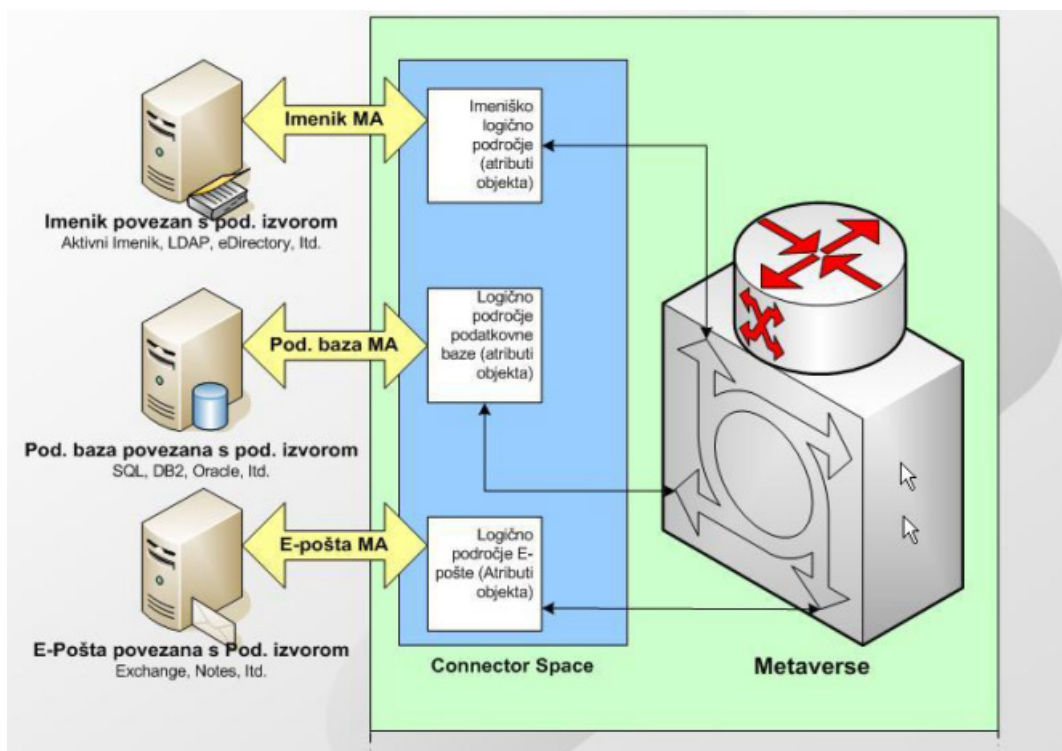 Imenik MA
Imeniško
logično
področje
(atributi
objekta)
Imenik povezan s pod. izvorom
Aktivni Imenik, LDAP, eDirectory, Itd.
Pod. baza MA
Logično
področje
podatkovne
baze (atributi
objekta)
Pod. baza povezana s pod. izvorom
SQL, DB2, Oracle, Itd.
E-pošta MA
Logično
področje E-
pošte (Atributi
objekta)
E-Pošta povezana s Pod. izvorom
Exchange, Notes, Itd.
Connector Space
Metaverse